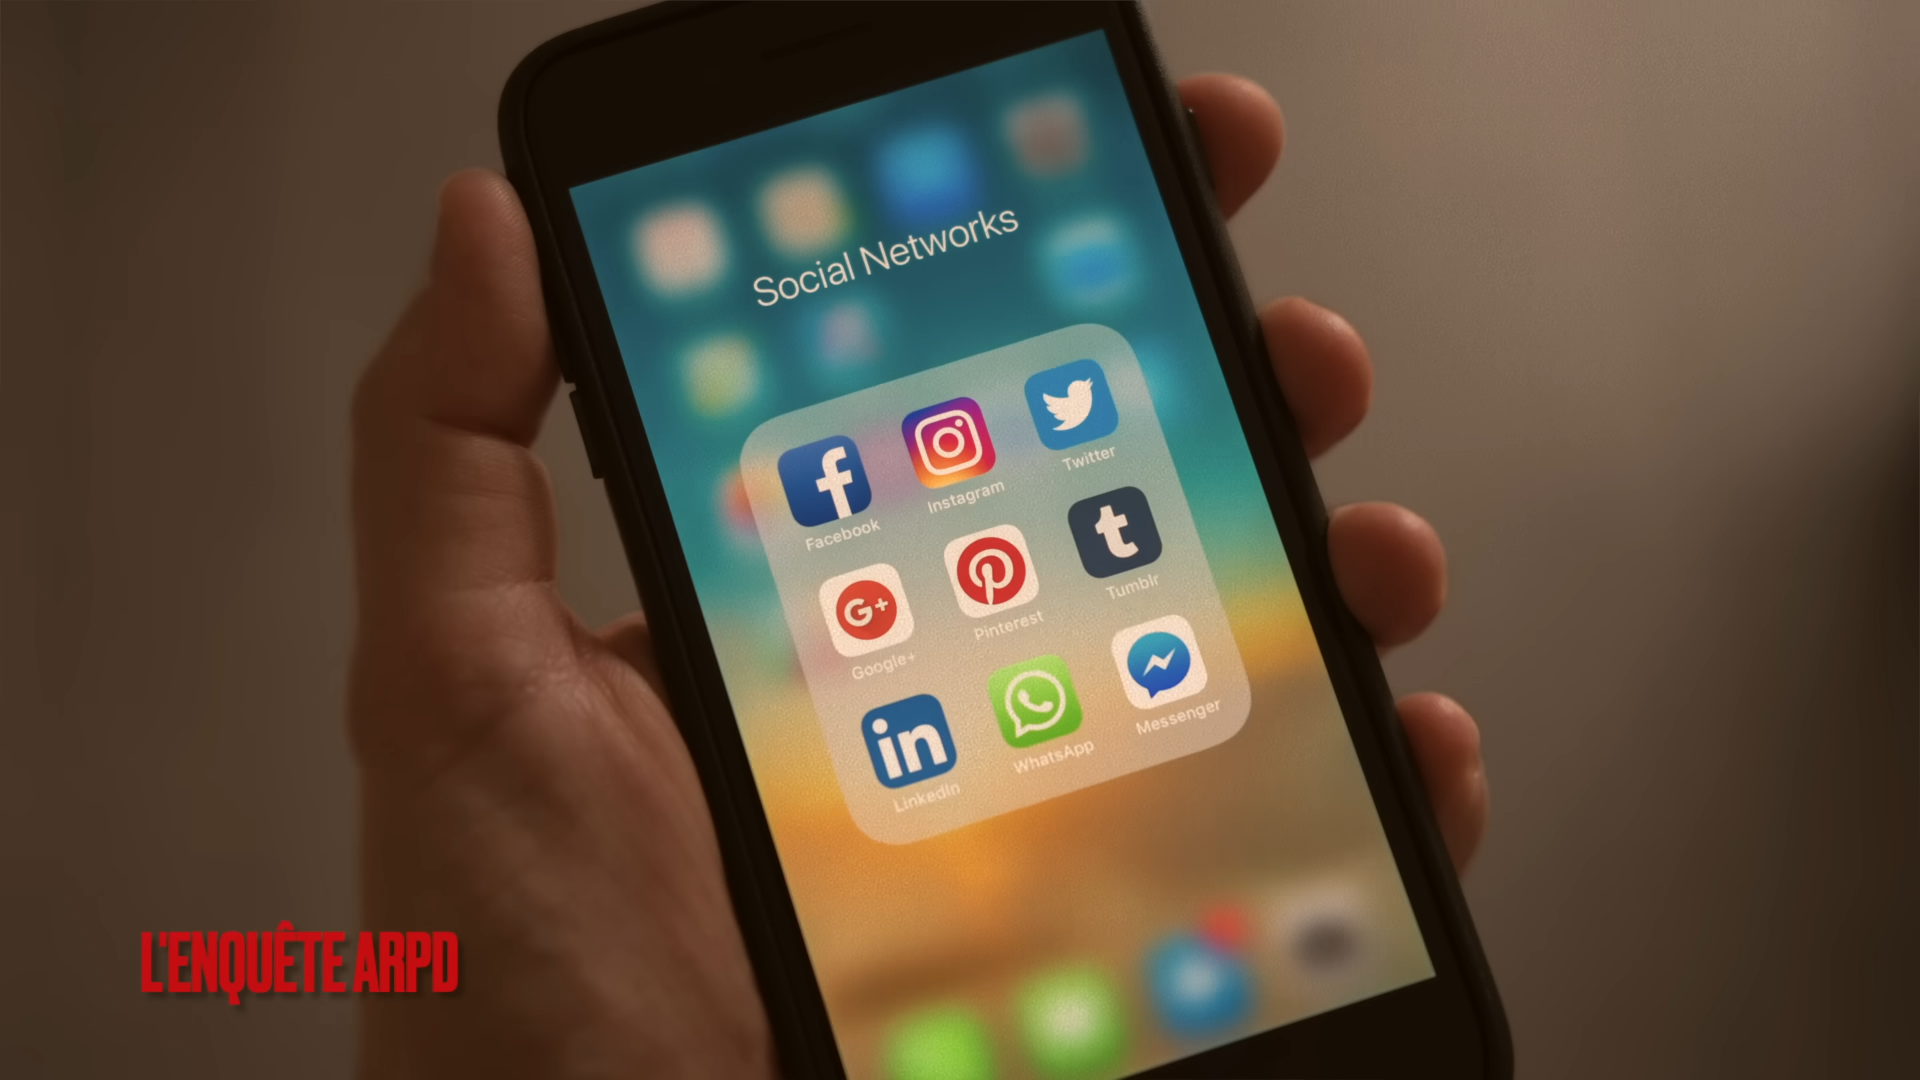 Social Networks
Facebook
Instagram
Twitter
Google+
Pinterest
Tumblr
LinkedIn
WhatsApp
Messenger
L'ENQUÊTE ARPD